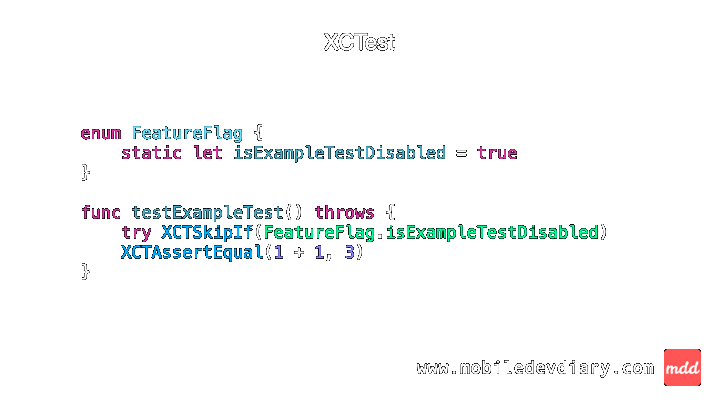 XCTest
enum FeatureFlag {
    static let isExampleTestDisabled = true
}
func testExampleTest() throws {
    try XCTSkipIf(FeatureFlag.isExampleTestDisabled)
    XCTAssertEqual(1 + 1, 3)
}
www.mobiledevdiary.com
mdd